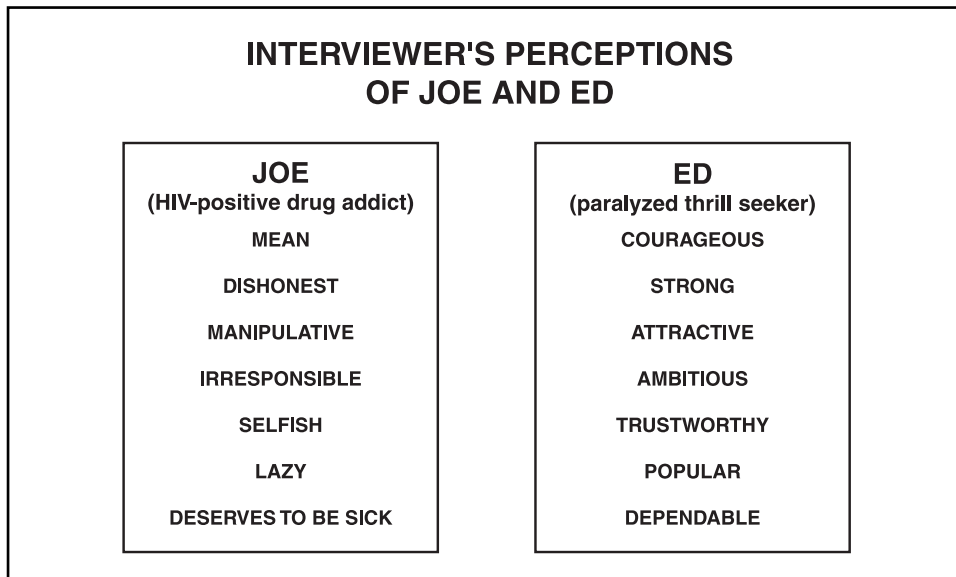 INTERVIEWER'S PERCEPTIONS
OF JOE AND ED
JOE
(HIV-positive drug addict)
MEAN
DISHONEST
MANIPULATIVE
IRRESPONSIBLE
SELFISH
LAZY
DESERVES TO BE SICK
ED
(paralyzed thrill seeker)
COURAGEOUS
STRONG
ATTRACTIVE
AMBITIOUS
TRUSTWORTHY
POPULAR
DEPENDABLE